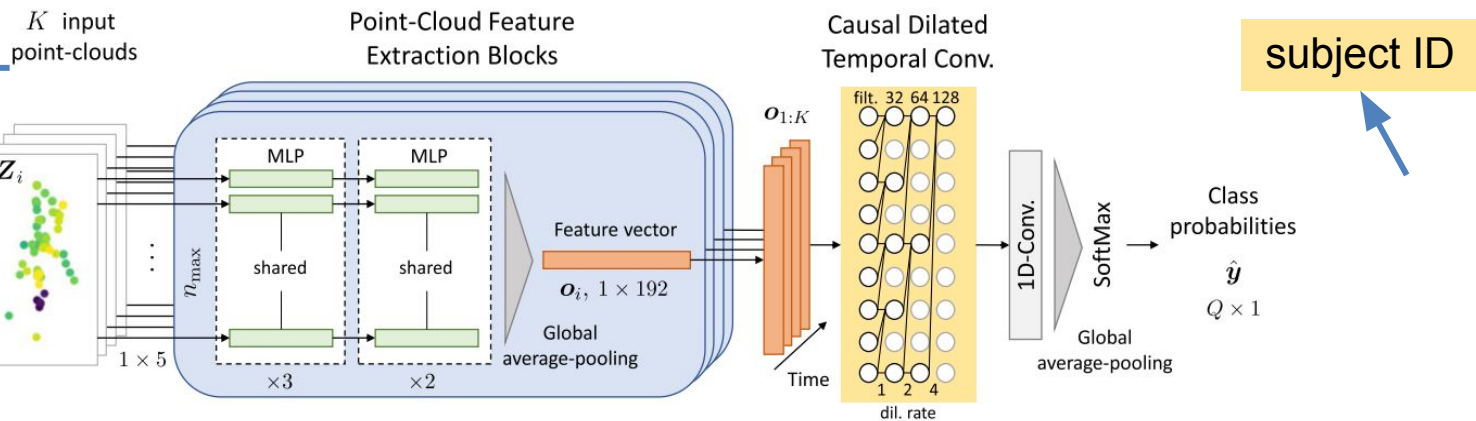 K input
point-clouds
Point-Cloud Feature
Extraction Blocks
Causal Dilated
Temporal Conv.
subject ID
Z_i
1 × 5
n_max
MLP
MLP
shared
shared
×3
×2
Feature vector
o_i, 1 × 192
Global
average-pooling
o_{1:K}
Time
filt. 32 64 128
1 2 4
dil. rate
1D-Conv.
SoftMax
Global
average-pooling
Class
probabilities
ŷ
Q × 1